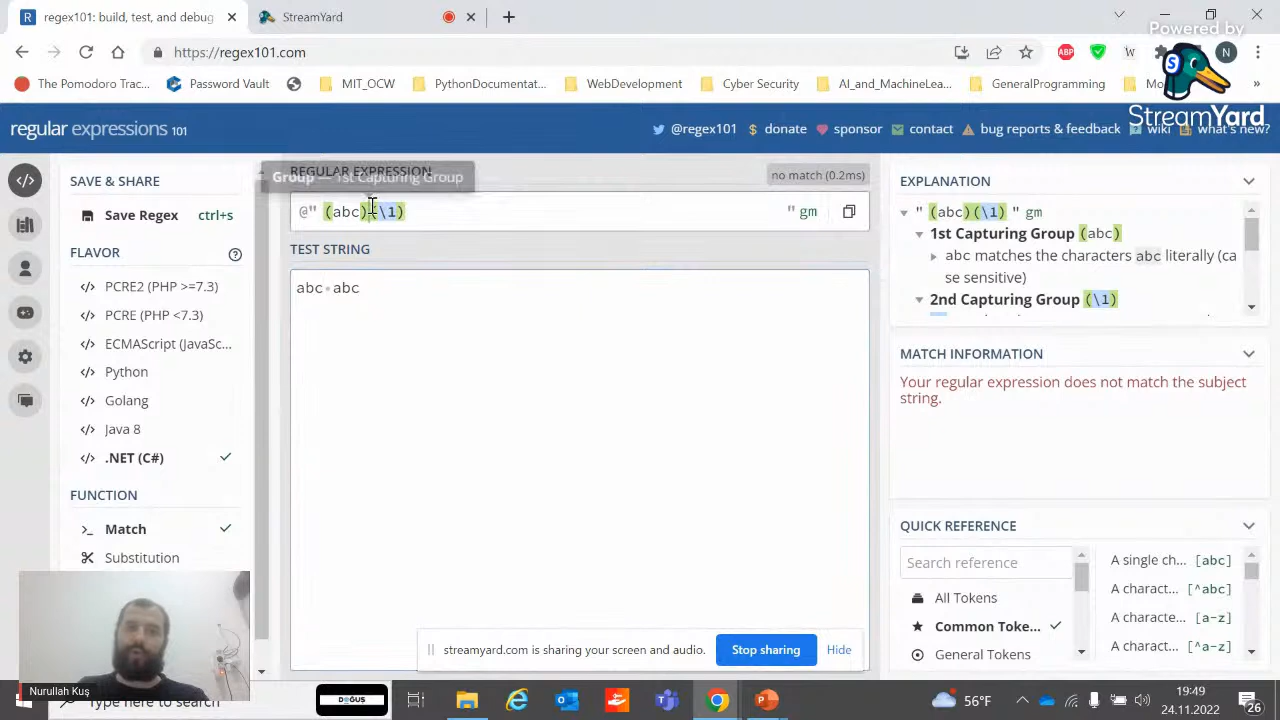 regex101: build, test, and debug
StreamYard
Powered by
https://regex101.com
ABP
W
N
The Pomodoro Trac...
Password Vault
MIT_OCW
Python_Documentat...
WebDevelopment
Cyber Security
AI_and_MachineLea...
GeneralProgramming
StreamYard
regular expressions 101
@regex101
donate
sponsor
contact
bug reports & feedback
wiki
what's new?
SAVE & SHARE
Save Regex
ctrl+s
FLAVOR
PCRE2 (PHP >=7.3)
PCRE (PHP <7.3)
ECMAScript (JavaSc...
Python
Golang
Java 8
.NET (C#)
FUNCTION
Match
Substitution
REGULAR EXPRESSION
Group — 1st Capturing Group
no match (0.2ms)
@" (abc)(\1)
" gm
TEST STRING
abc abc
EXPLANATION
" (abc)(\1) " gm
1st Capturing Group (abc)
abc matches the characters abc literally (ca
se sensitive)
2nd Capturing Group (\1)
MATCH INFORMATION
Your regular expression does not match the subject
string.
QUICK REFERENCE
Search reference
All Tokens
Common Toke...
General Tokens
A single ch... [abc]
A charact... [^abc]
A characte... [a-z]
A charact... [^a-z]
streamyard.com is sharing your screen and audio.
Stop sharing
Hide
Nurullah Kuş
Type here to search
DOĞUŞ
56°F
19:49
24.11.2022
26